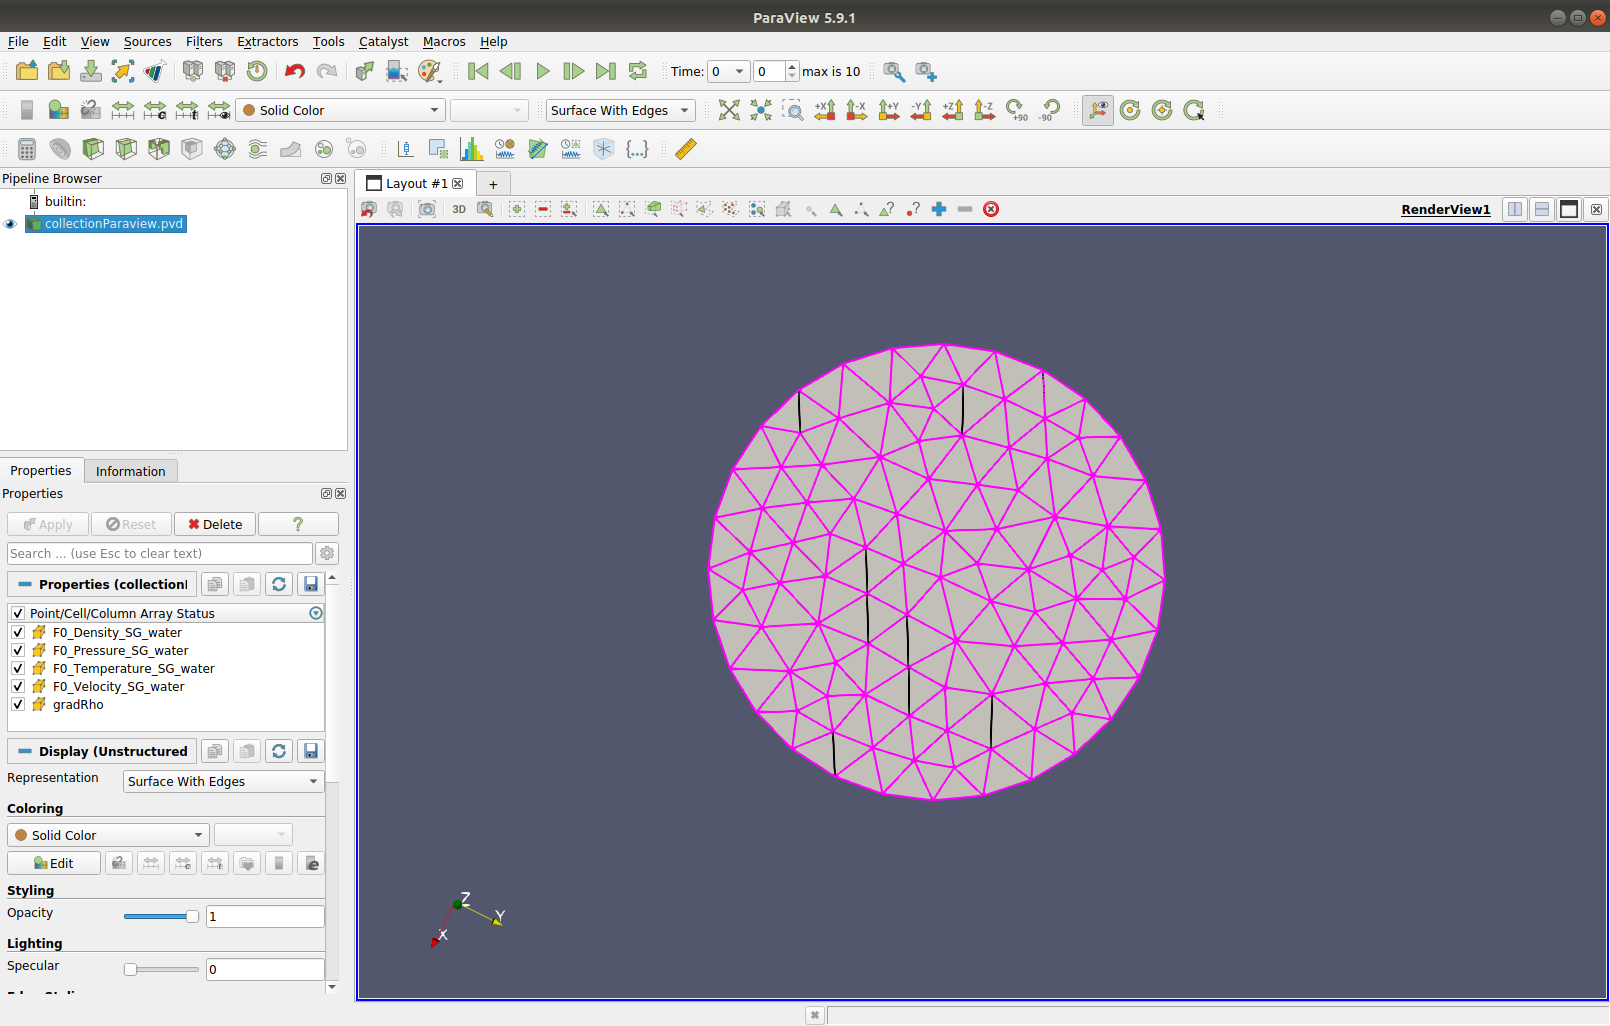 ParaView 5.9.1
File Edit View Sources Filters Extractors Tools Catalyst Macros Help
Time: 0 0 max is 10
Solid Color Surface With Edges +X -X +Y -Y +Z -Z +90 -90
Pipeline Browser
Layout #1 +
builtin:
3D RenderView1
collectionParaview.pvd
Properties Information
Properties
Apply Reset Delete ?
Search ... (use Esc to clear text)
Properties (collectionl
Point/Cell/Column Array Status
F0_Density_SG_water
F0_Pressure_SG_water
F0_Temperature_SG_water
F0_Velocity_SG_water
gradRho
Display (Unstructured
Representation Surface With Edges
Coloring
Solid Color
Edit
Styling
Opacity 1
Lighting
Specular 0
Z
Y
X